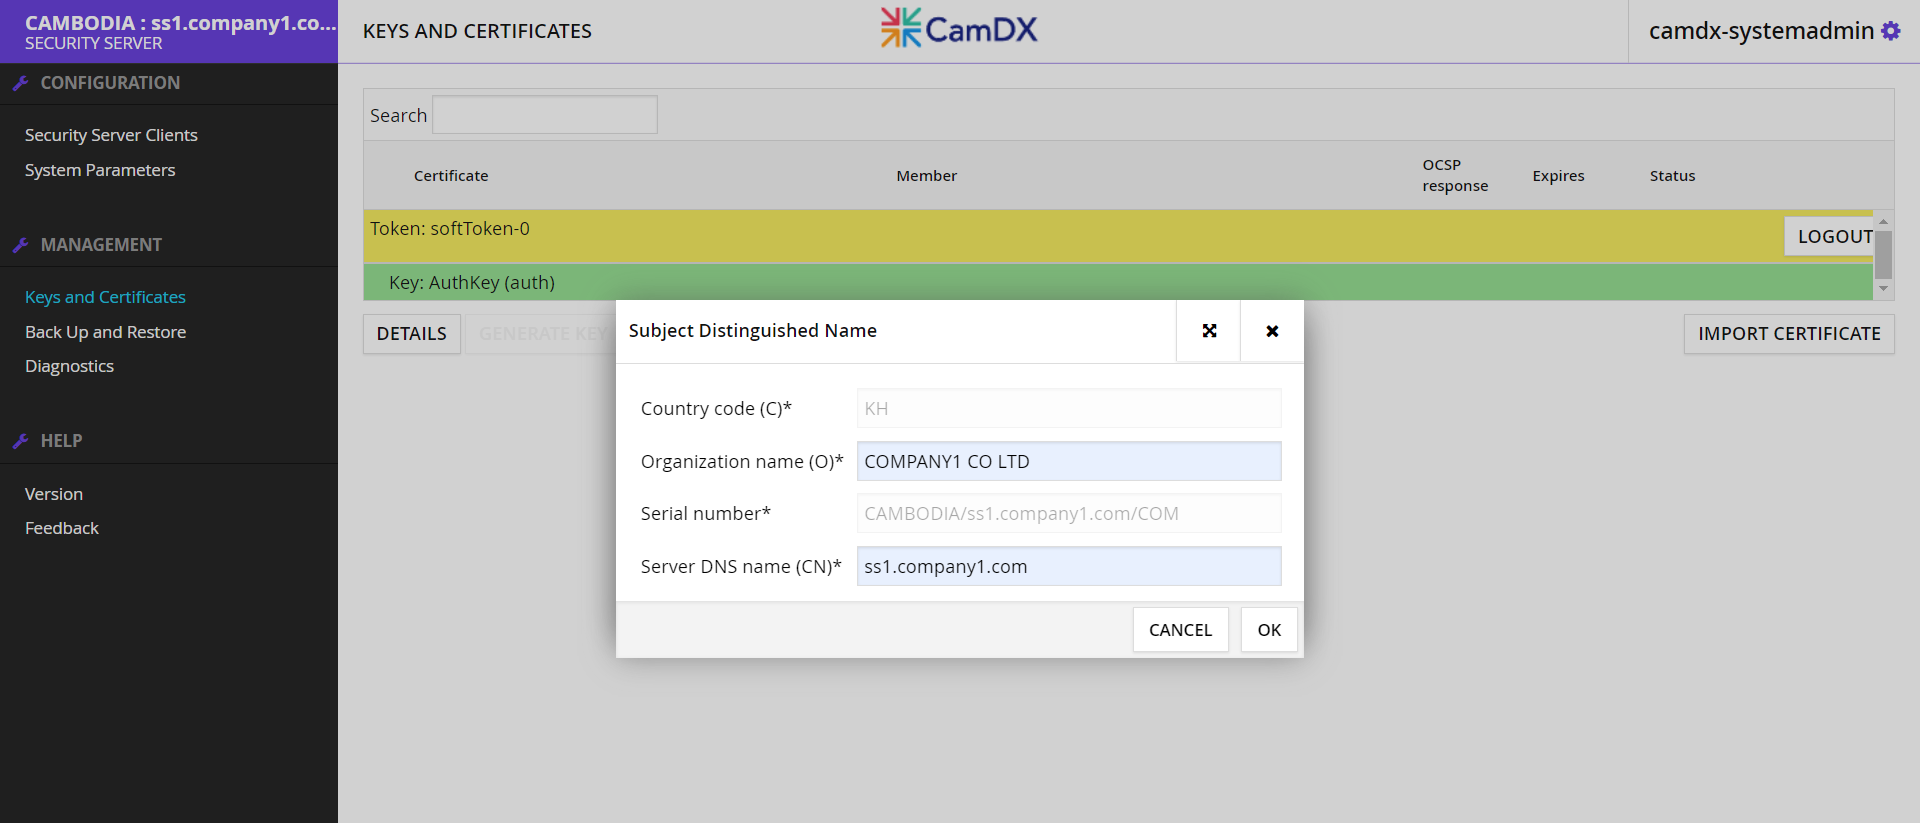 CAMBODIA : ss1.company1.co...
SECURITY SERVER
KEYS AND CERTIFICATES
CamDX
camdx-systemadmin
CONFIGURATION
Security Server Clients
System Parameters
MANAGEMENT
Keys and Certificates
Back Up and Restore
Diagnostics
HELP
Version
Feedback
Search
Certificate
Member
OCSP
response
Expires
Status
Token: softToken-0
LOGOUT
Key: AuthKey (auth)
DETAILS
GENERATE KEY
IMPORT CERTIFICATE
Subject Distinguished Name
Country code (C)*
KH
Organization name (O)*
COMPANY1 CO LTD
Serial number*
CAMBODIA/ss1.company1.com/COM
Server DNS name (CN)*
ss1.company1.com
CANCEL
OK